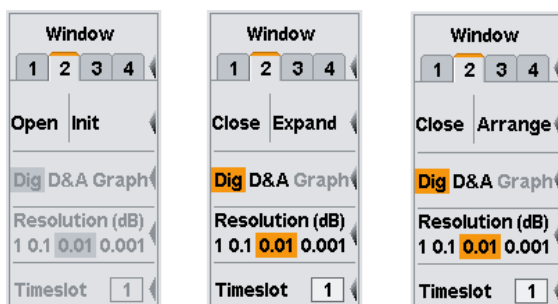 Window
1 2 3 4
Open Init
Dig D&A Graph
Resolution (dB)
1 0.1 0.01 0.001
Timeslot 1
Window
1 2 3 4
Close Expand
Dig D&A Graph
Resolution (dB)
1 0.1 0.01 0.001
Timeslot 1
Window
1 2 3 4
Close Arrange
Dig D&A Graph
Resolution (dB)
1 0.1 0.01 0.001
Timeslot 1